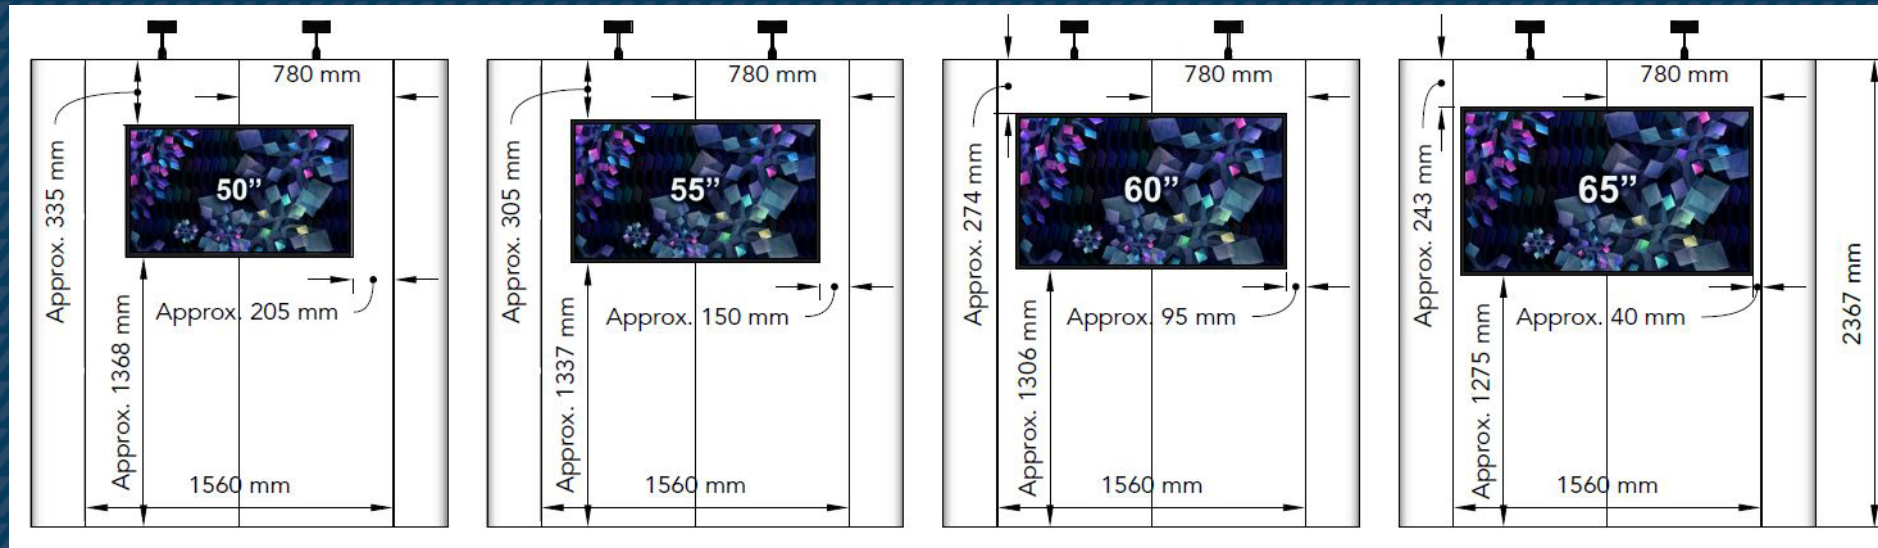 780 mm
Approx. 335 mm
50”
Approx. 205 mm
Approx. 1368 mm
1560 mm
780 mm
Approx. 305 mm
55”
Approx. 150 mm
Approx. 1337 mm
1560 mm
780 mm
Approx. 274 mm
60”
Approx. 95 mm
Approx. 1306 mm
1560 mm
780 mm
Approx. 243 mm
65”
Approx. 40 mm
Approx. 1275 mm
1560 mm
2367 mm